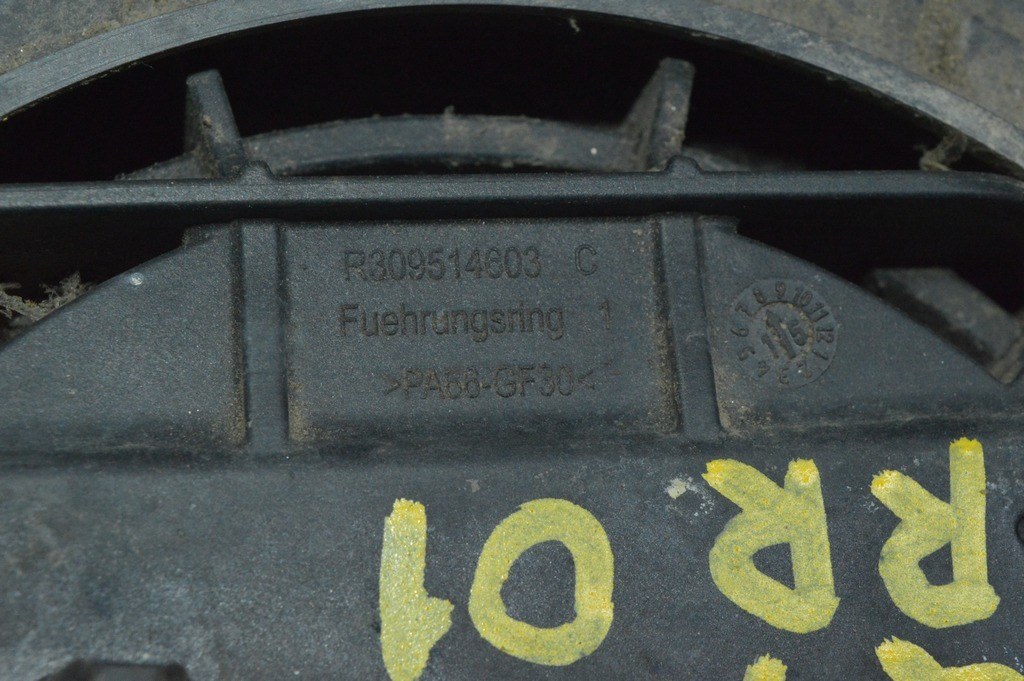 R309514603 C
Fuehrungsring 1
>PA66-GF30<
RR 01